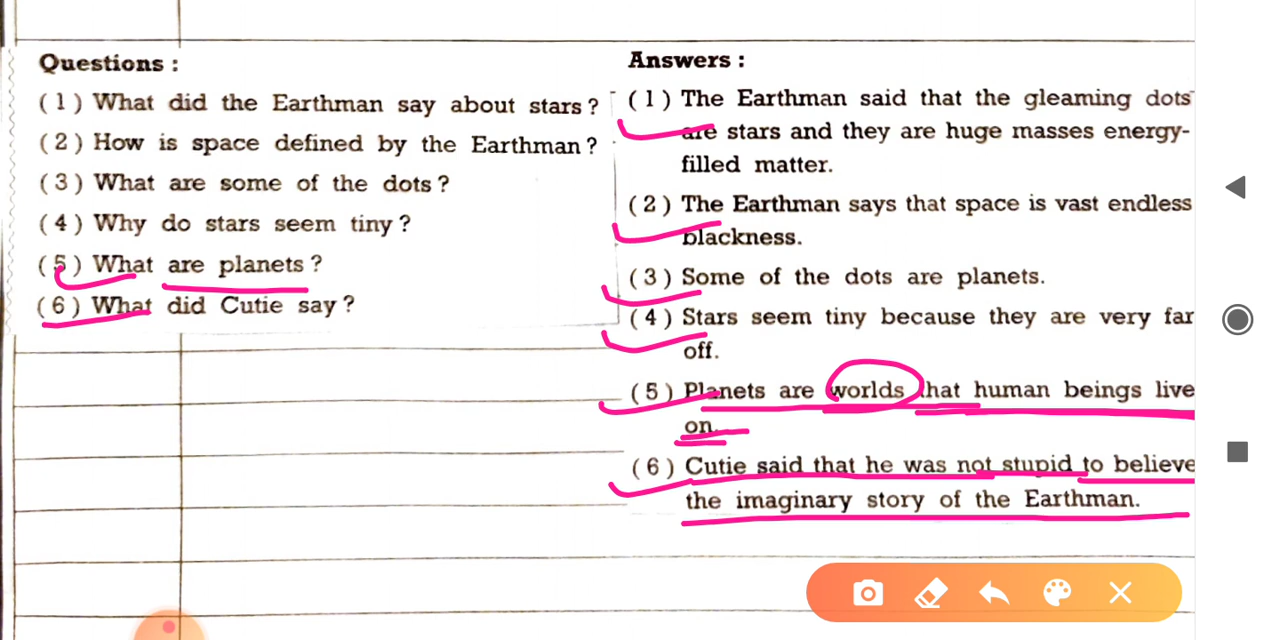 Questions :
(1) What did the Earthman say about stars?
(2) How is space defined by the Earthman?
(3) What are some of the dots?
(4) Why do stars seem tiny?
(5) What are planets?
(6) What did Cutie say?
Answers :
(1) The Earthman said that the gleaming dots
are stars and they are huge masses energy-
filled matter.
(2) The Earthman says that space is vast endless
blackness.
(3) Some of the dots are planets.
(4) Stars seem tiny because they are very far
off.
(5) Planets are worlds that human beings live
on.
(6) Cutie said that he was not stupid to believe
the imaginary story of the Earthman.